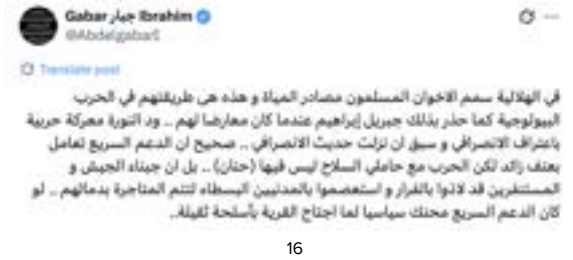 Gabar جبار Ibrahim
@Abdelgabar1
Translate post
في الهلالية سمم الاخوان المسلمون مصادر المياة و هذه هي طريقتهم في الحرب
البيولوجية كما حذر بذلك جبريل إبراهيم عندما كان معارضا لهم .. ود النورة معركة حربية
باعتراف الانصرافي و سبق ان نزلت حديث الانصرافي .. صحيح ان الدعم السريع تعامل
بعنف زائد لكن الحرب مع حاملي السلاح ليس فيها (حنان) .. بل ان جبناء الجيش و
المستنفرين قد لاذوا بالفرار و استعصموا بالمدنيين البسطاء لتتم المتاجرة بدمائهم .. لو
كان الدعم السريع محنك سياسيا لما اجتاح القرية بأسلحة ثقيلة..
16